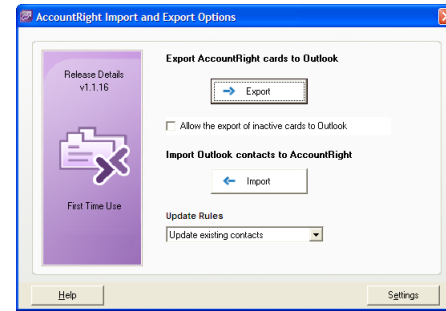 AccountRight Import and Export Options
Release Details
v1.1.16
First Time Use
Export AccountRight cards to Outlook
Export
Allow the export of inactive cards to Outlook
Import Outlook contacts to AccountRight
Import
Update Rules
Update existing contacts
Help
Settings